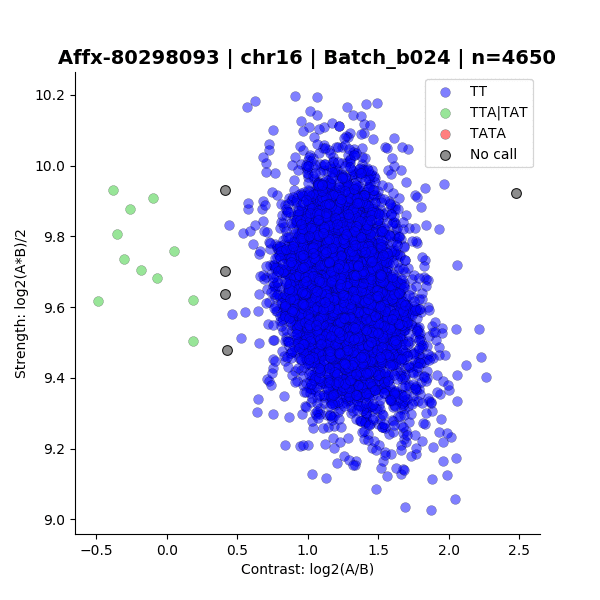 Affx-80298093 | chr16 | Batch_b024 | n=4650
TT
TTA|TAT
TATA
No call
Strength: log2(A*B)/2
10.2
10.0
9.8
9.6
9.4
9.2
9.0
−0.5
0.0
0.5
1.0
1.5
2.0
2.5
Contrast: log2(A/B)